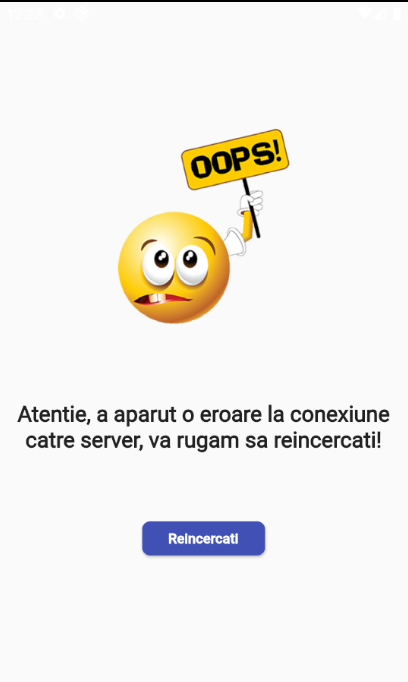 OOPS!
Atentie, a aparut o eroare la conexiune
catre server, va rugam sa reincercati!
Reincercati